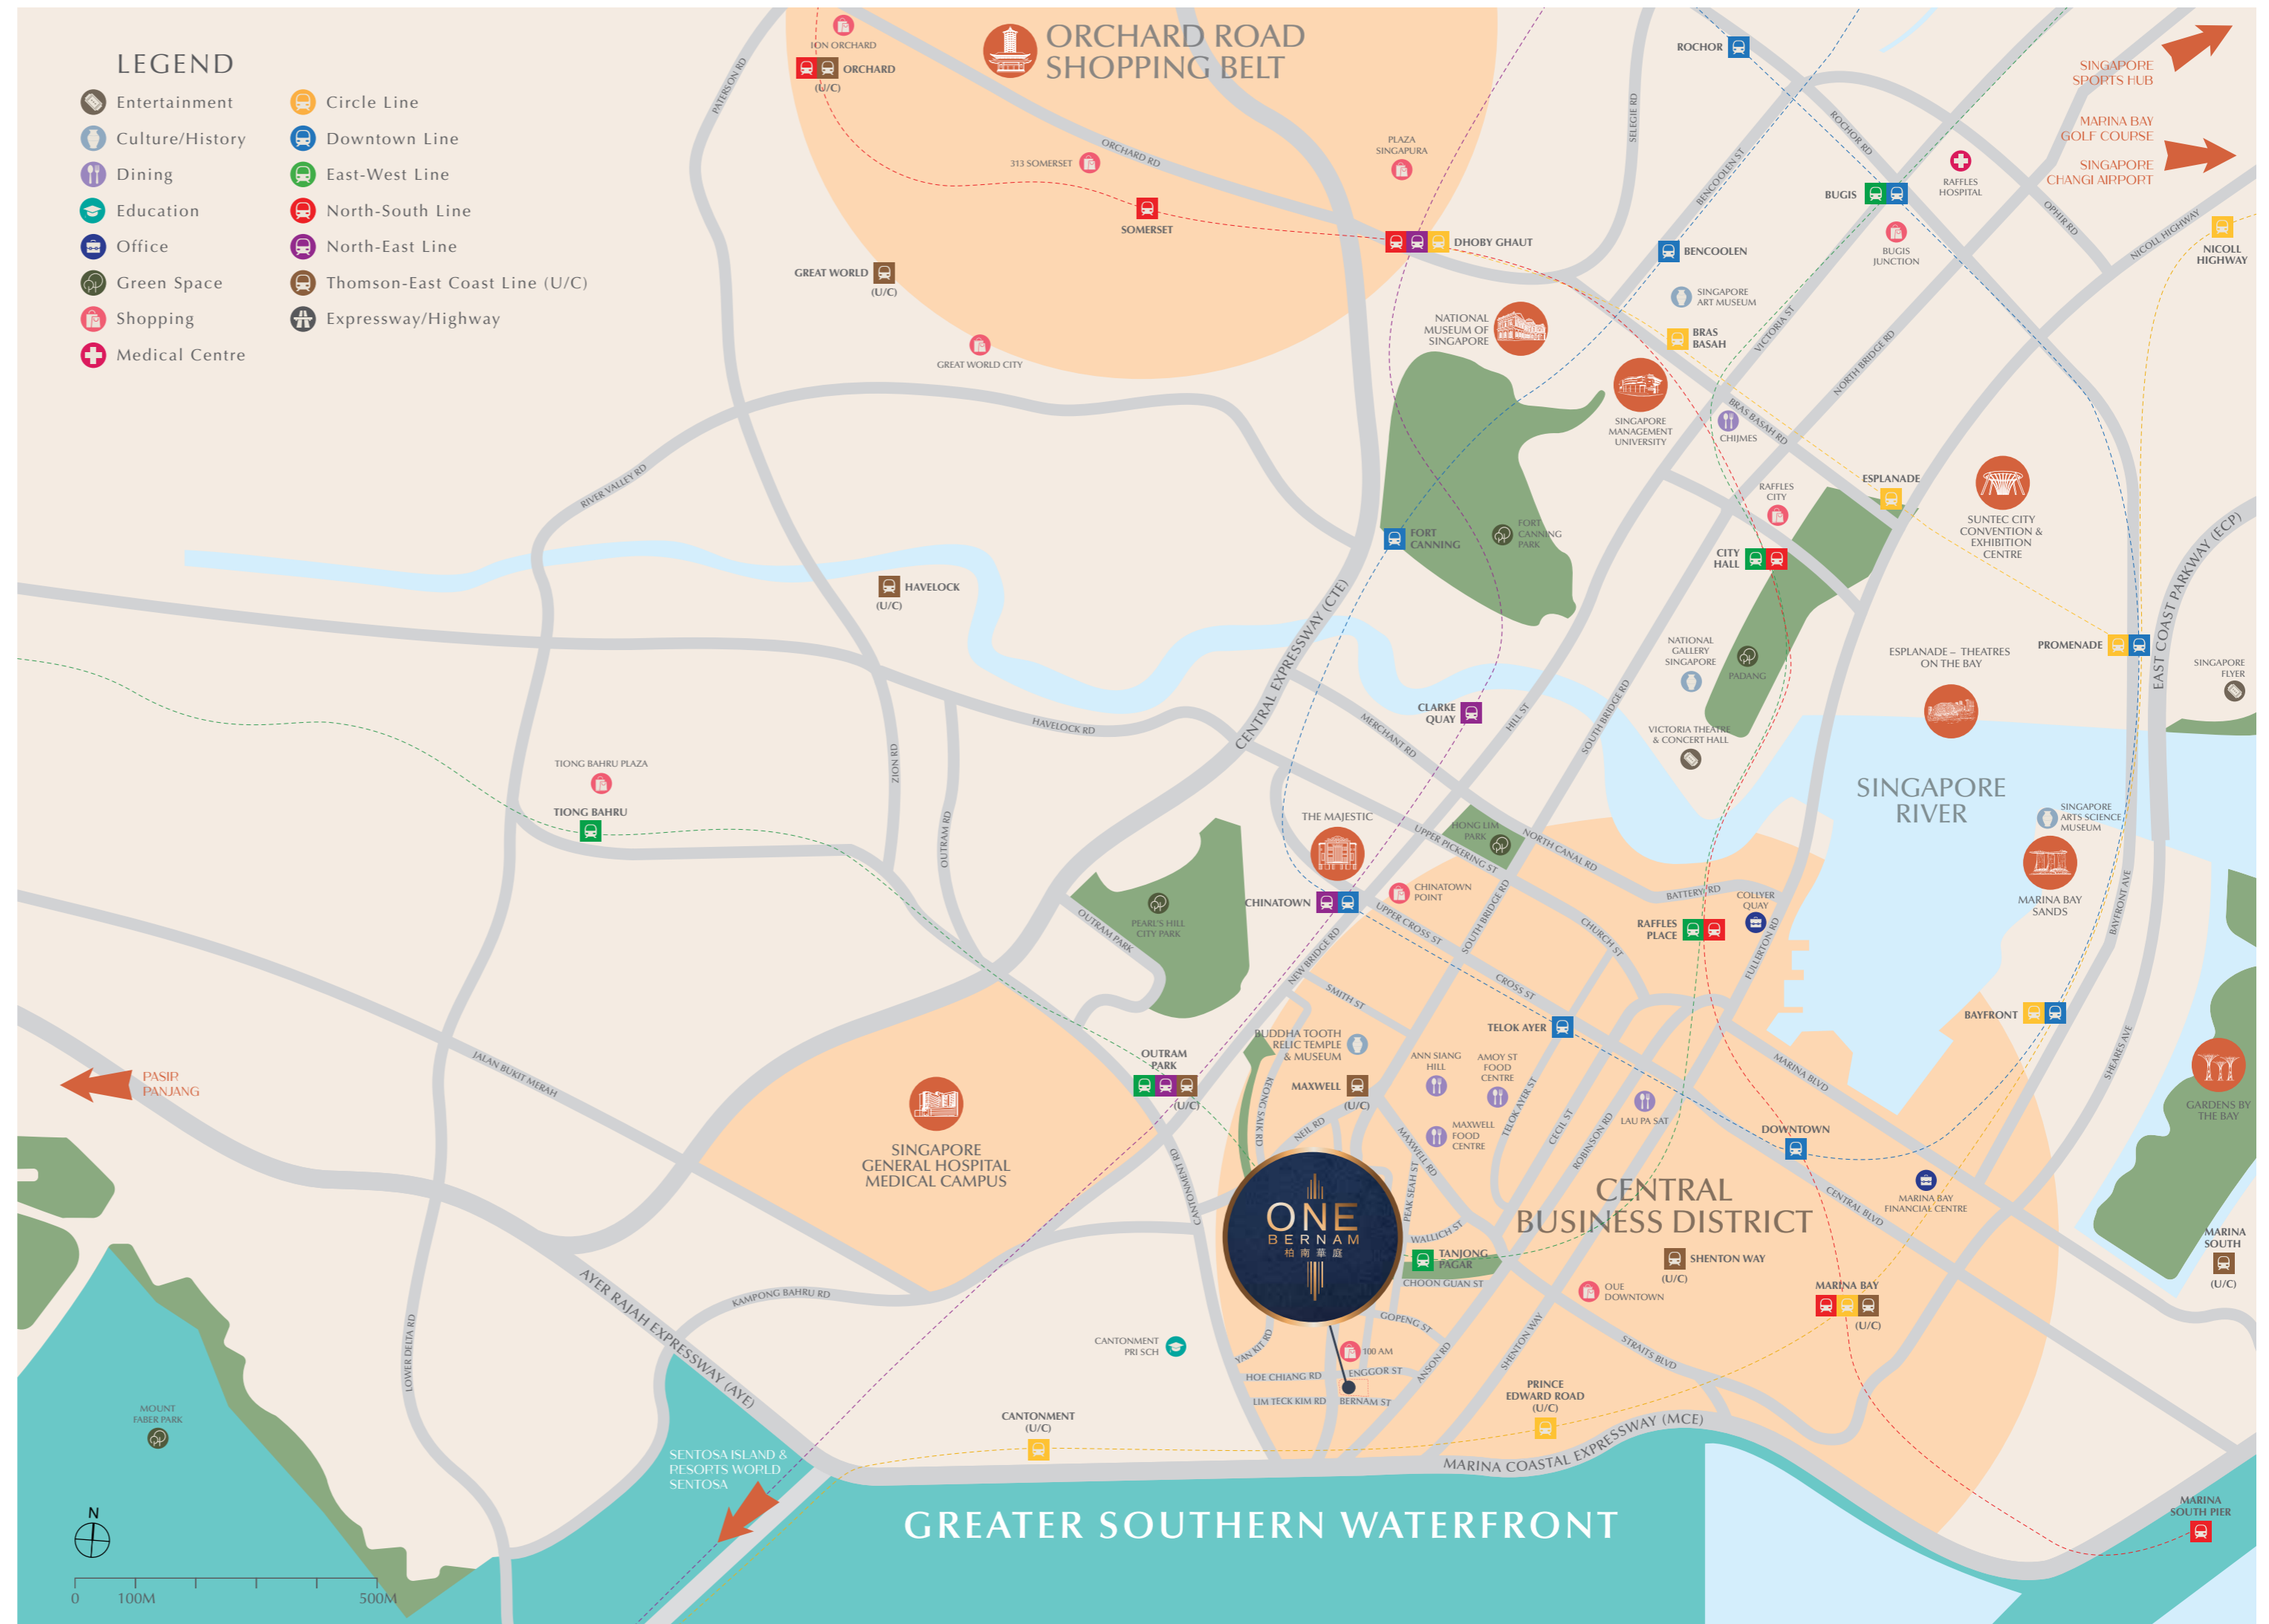 LEGEND
Entertainment
Culture/History
Dining
Education
Office
Green Space
Shopping
Medical Centre
Circle Line
Downtown Line
East-West Line
North-South Line
North-East Line
Thomson-East Coast Line (U/C)
Expressway/Highway
ION ORCHARD
ORCHARD
(U/C)
ORCHARD ROAD
SHOPPING BELT
PATERSON RD
313 SOMERSET
ORCHARD RD
SOMERSET
PLAZA
SINGAPURA
DHOBY GHAUT
GREAT WORLD
(U/C)
GREAT WORLD CITY
ROCHOR
SELEGIE RD
BENCOOLEN ST
ROCHOR RD
BUGIS
RAFFLES
HOSPITAL
BUGIS
JUNCTION
OPHIR RD
NICOLL HIGHWAY
NICOLL
HIGHWAY
SINGAPORE
SPORTS HUB
MARINA BAY
GOLF COURSE
SINGAPORE
CHANGI AIRPORT
BENCOOLEN
SINGAPORE
ART MUSEUM
NATIONAL
MUSEUM OF
SINGAPORE
BRAS
BASAH
VICTORIA ST
NORTH BRIDGE RD
SINGAPORE
MANAGEMENT
UNIVERSITY
BRAS BASAH RD
CHIJMES
RIVER VALLEY RD
FORT
CANNING
FORT
CANNING
PARK
RAFFLES
CITY
ESPLANADE
SUNTEC CITY
CONVENTION &
EXHIBITION
CENTRE
CITY
HALL
EAST COAST PARKWAY (ECP)
HAVELOCK
(U/C)
CENTRAL EXPRESSWAY (CTE)
NATIONAL
GALLERY
SINGAPORE
PADANG
ESPLANADE – THEATRES
ON THE BAY
PROMENADE
SINGAPORE
FLYER
HAVELOCK RD
MERCHANT RD
CLARKE
QUAY
HILL ST
SOUTH BRIDGE RD
VICTORIA THEATRE
& CONCERT HALL
ZION RD
TIONG BAHRU PLAZA
TIONG BAHRU
OUTRAM RD
SINGAPORE
RIVER
SINGAPORE
ARTS SCIENCE
MUSEUM
MARINA BAY
SANDS
BAYFRONT AVE
THE MAJESTIC
HONG LIM
PARK
UPPER PICKERING ST
NORTH CANAL RD
CHINATOWN
CHINATOWN
POINT
UPPER CROSS ST
SOUTH BRIDGE RD
BATTERY RD
COLLYER
QUAY
CHURCH ST
RAFFLES
PLACE
FULLERTON RD
PEARL'S HILL
CITY PARK
OUTRAM PARK
NEW BRIDGE RD
SMITH ST
CROSS ST
BAYFRONT
TELOK AYER
BUDDHA TOOTH
RELIC TEMPLE
& MUSEUM
ANN SIANG
HILL
AMOY ST
FOOD
CENTRE
MARINA BLVD
SHEARES AVE
PASIR
PANJANG
JALAN BUKIT MERAH
OUTRAM
PARK
(U/C)
MAXWELL
(U/C)
KEONG SAIK RD
NEIL RD
MAXWELL
FOOD
CENTRE
MAXWELL RD
TELOK AYER ST
CECIL ST
ROBINSON RD
LAU PA SAT
DOWNTOWN
GARDENS BY
THE BAY
SINGAPORE
GENERAL HOSPITAL
MEDICAL CAMPUS
CANTONMENT RD
ONE
BERNAM
柏南華庭
PEAK SEAH ST
WALLICH ST
CENTRAL
BUSINESS DISTRICT
CENTRAL BLVD
MARINA BAY
FINANCIAL CENTRE
TANJONG
PAGAR
CHOON GUAN ST
SHENTON WAY
(U/C)
MARINA
SOUTH
(U/C)
OUE
DOWNTOWN
MARINA BAY
(U/C)
AYER RAJAH EXPRESSWAY (AYE)
KAMPONG BAHRU RD
LOWER DELTA RD
CANTONMENT
PRI SCH
YAN KIT RD
GOPENG ST
100 AM
ENGGOR ST
ANSON RD
SHENTON WAY
STRAITS BLVD
HOE CHIANG RD
LIM TECK KIM RD
BERNAM ST
PRINCE
EDWARD ROAD
(U/C)
MOUNT
FABER PARK
CANTONMENT
(U/C)
MARINA COASTAL EXPRESSWAY (MCE)
SENTOSA ISLAND &
RESORTS WORLD
SENTOSA
GREATER SOUTHERN WATERFRONT
MARINA
SOUTH PIER
N
0 100M 500M